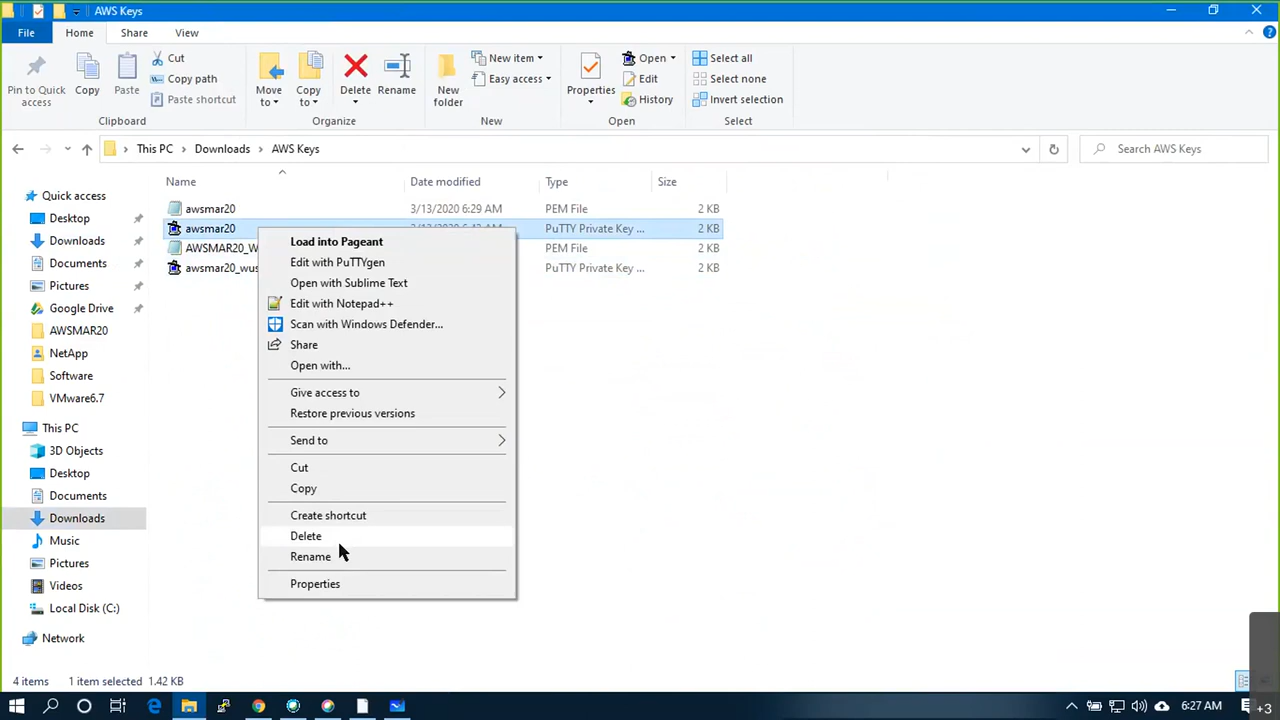 AWS Keys
File
Home
Share
View
Pin to Quick access
Copy
Paste
Cut
Copy path
Paste shortcut
Clipboard
Move to
Copy to
Delete
Rename
Organize
New folder
New item
Easy access
New
Properties
Open
Edit
History
Open
Select all
Select none
Invert selection
Select
This PC > Downloads > AWS Keys
Search AWS Keys
Name
Date modified
Type
Size
awsmar20 3/13/2020 6:29 AM PEM File 2 KB
awsmar20 PuTTY Private Key ... 2 KB
AWSMAR20_W PEM File 2 KB
awsmar20_wus PuTTY Private Key ... 2 KB
Load into Pageant
Edit with PuTTYgen
Open with Sublime Text
Edit with Notepad++
Scan with Windows Defender...
Share
Open with...
Give access to
Restore previous versions
Send to
Cut
Copy
Create shortcut
Delete
Rename
Properties
Quick access
Desktop
Downloads
Documents
Pictures
Google Drive
AWSMAR20
NetApp
Software
VMware6.7
This PC
3D Objects
Desktop
Documents
Downloads
Music
Pictures
Videos
Local Disk (C:)
Network
4 items 1 item selected 1.42 KB
6:27 AM
+3